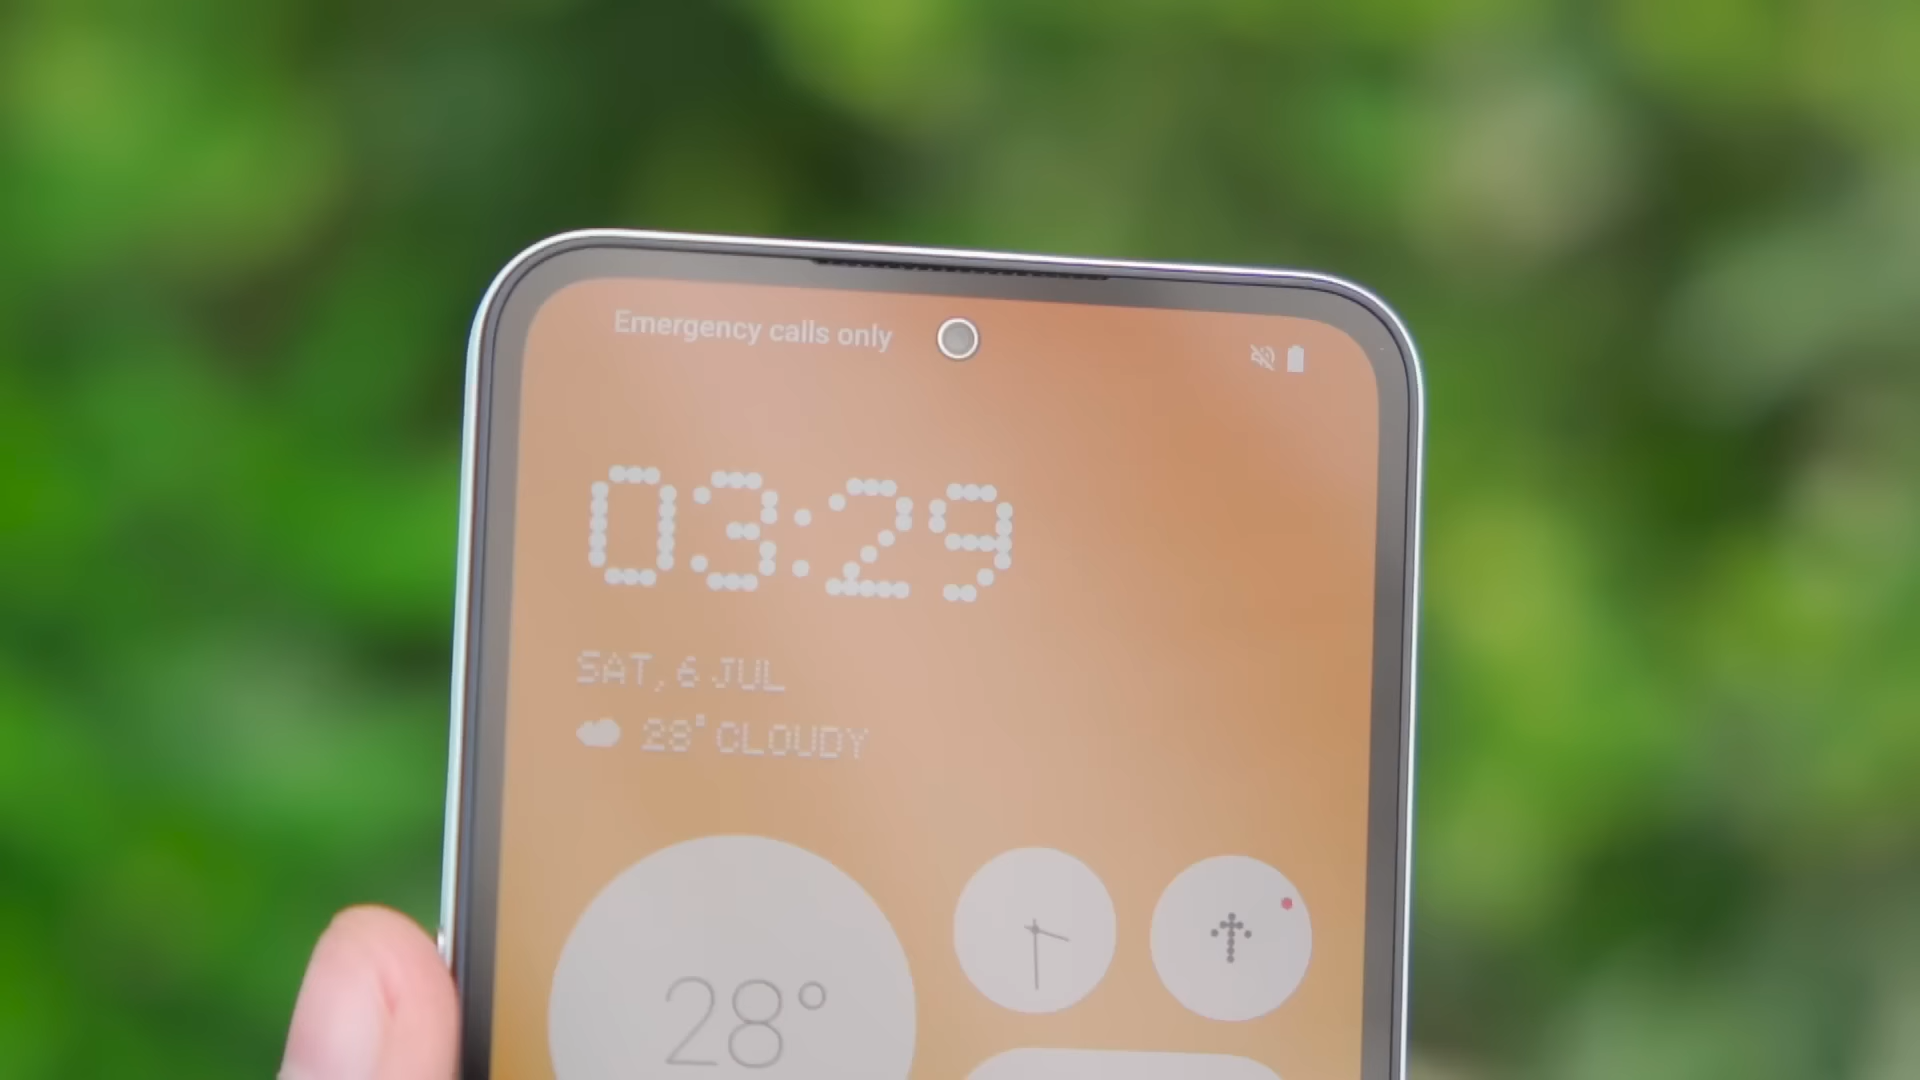 Emergency calls only
03:29
SAT, 6 JUL
28° CLOUDY
28°